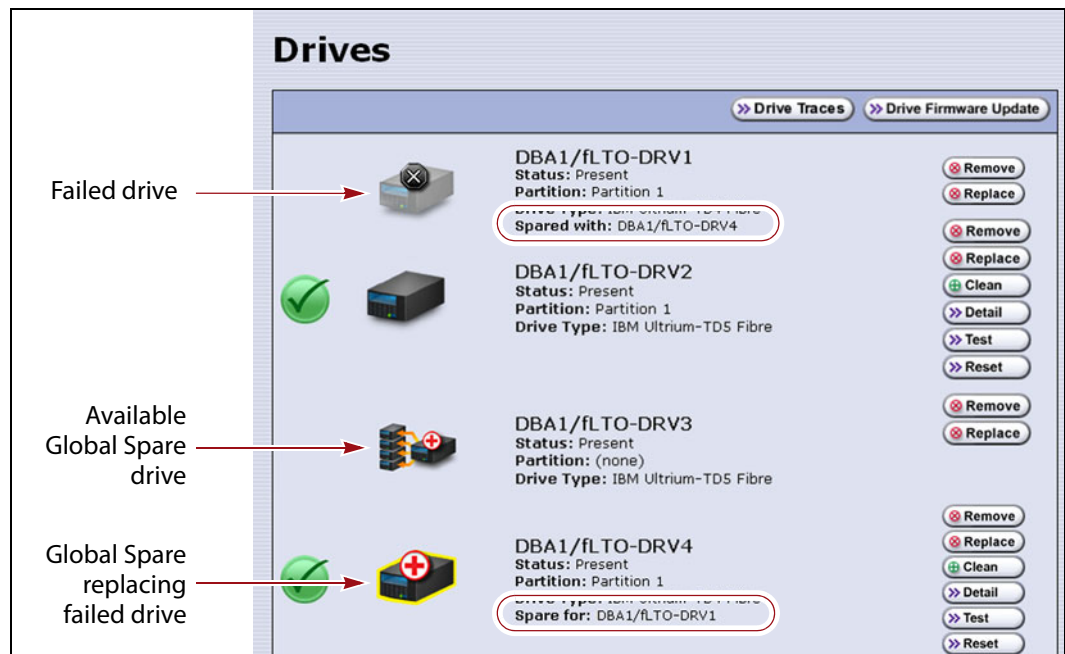 Drives
Drive Traces
Drive Firmware Update
Failed drive
DBA1/fLTO-DRV1
Status: Present
Partition: Partition 1
Spared with: DBA1/fLTO-DRV4
Remove
Replace
DBA1/fLTO-DRV2
Status: Present
Partition: Partition 1
Drive Type: IBM Ultrium-TD5 Fibre
Remove
Replace
Clean
Detail
Test
Reset
Available
Global Spare
drive
DBA1/fLTO-DRV3
Status: Present
Partition: (none)
Drive Type: IBM Ultrium-TD5 Fibre
Remove
Replace
Global Spare
replacing
failed drive
DBA1/fLTO-DRV4
Status: Present
Partition: Partition 1
Spare for: DBA1/fLTO-DRV1
Remove
Replace
Clean
Detail
Test
Reset